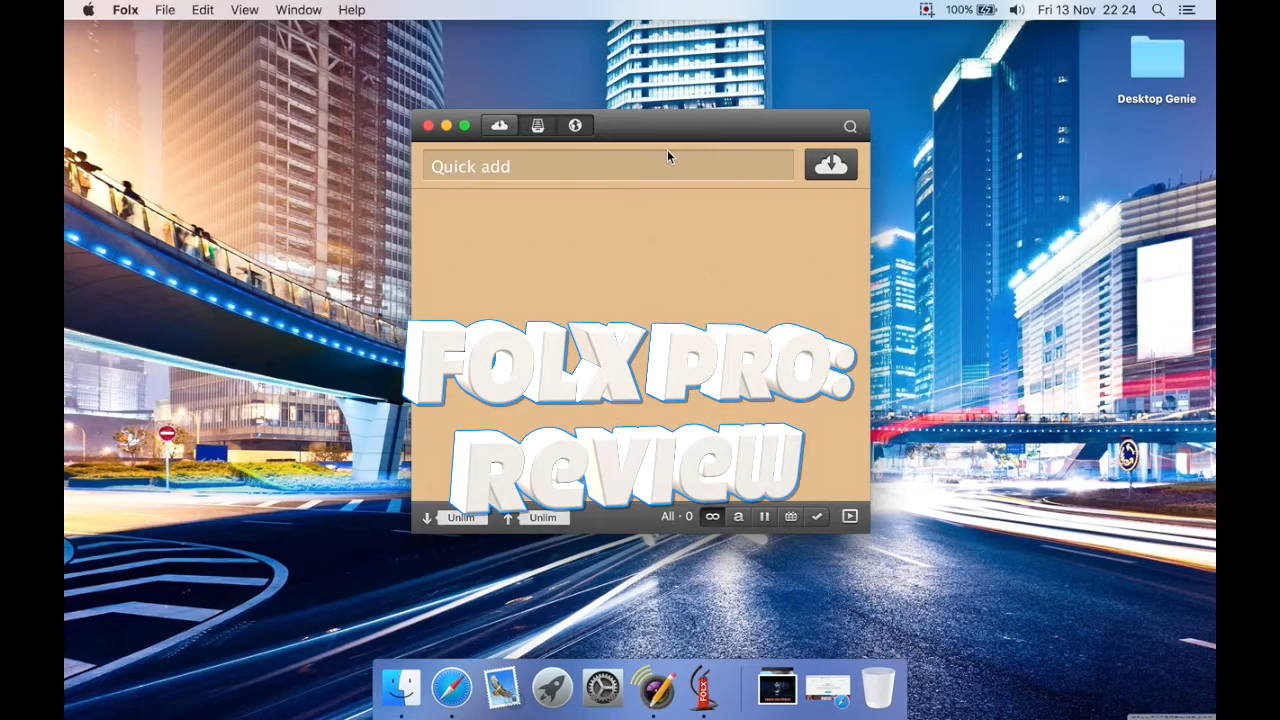 Folx File Edit View Window Help 100% Fri 13 Nov 22 24
Desktop Genie
Quick add
FOLX PRO:
REVIEW
Unlim Unlim All · 0 ∞ a
FOLX